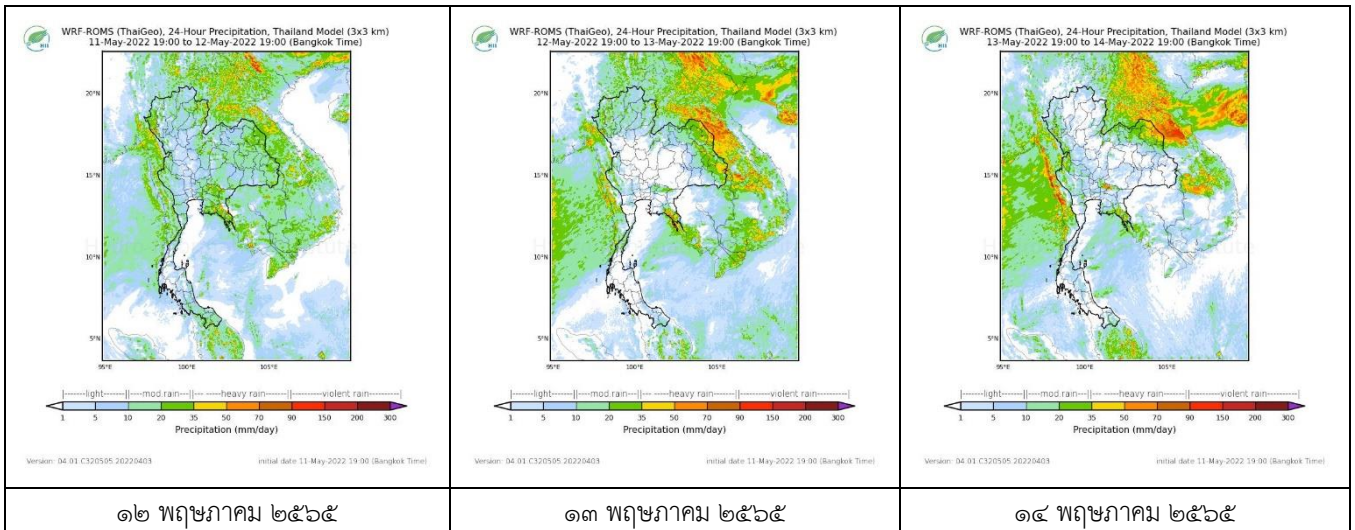 WRF-ROMS (ThaiGeo), 24-Hour Precipitation, Thailand Model (3x3 km)
11-May-2022 19:00 to 12-May-2022 19:00 (Bangkok Time)
20°N
15°N
10°N
5°N
95°E 100°E 105°E
|-------light------||----mod.rain---||--- ------heavy rain----||--------violent rain---------|
1 5 10 20 35 50 70 90 150 200 300
Precipitation (mm/day)
Version: 04.01.C320505.20220403 initial date 11-May-2022 19:00 (Bangkok Time)
๑๒ พฤษภาคม ๒๕๖๕
WRF-ROMS (ThaiGeo), 24-Hour Precipitation, Thailand Model (3x3 km)
12-May-2022 19:00 to 13-May-2022 19:00 (Bangkok Time)
20°N
15°N
10°N
5°N
95°E 100°E 105°E
|-------light------||----mod.rain---||--- ------heavy rain----||--------violent rain---------|
1 5 10 20 35 50 70 90 150 200 300
Precipitation (mm/day)
Version: 04.01.C320505.20220403 initial date 11-May-2022 19:00 (Bangkok Time)
๑๓ พฤษภาคม ๒๕๖๕
WRF-ROMS (ThaiGeo), 24-Hour Precipitation, Thailand Model (3x3 km)
13-May-2022 19:00 to 14-May-2022 19:00 (Bangkok Time)
20°N
15°N
10°N
5°N
95°E 100°E 105°E
|-------light------||----mod.rain---||--- ------heavy rain----||--------violent rain---------|
1 5 10 20 35 50 70 90 150 200 300
Precipitation (mm/day)
Version: 04.01.C320505.20220403 initial date 11-May-2022 19:00 (Bangkok Time)
๑๔ พฤษภาคม ๒๕๖๕